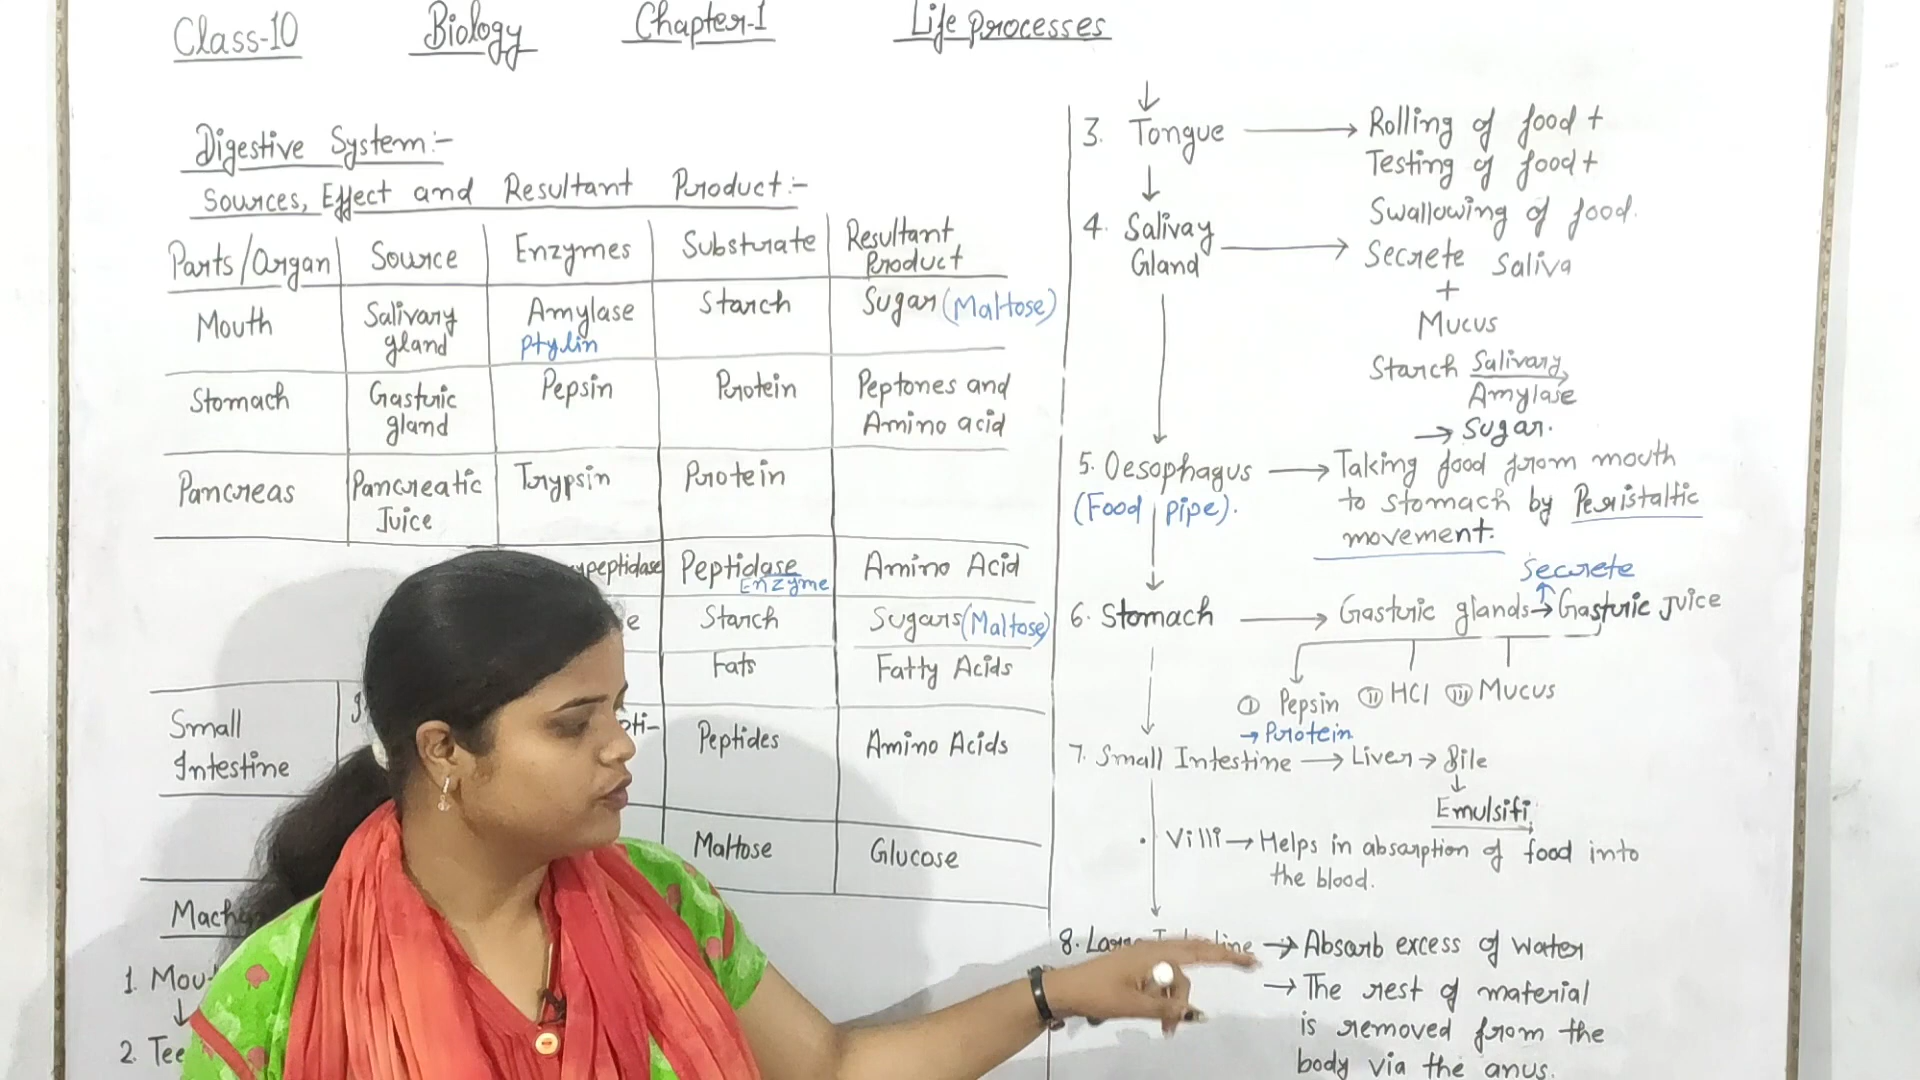 Class-10 Biology Chapter-1 Life Processes
Digestive System:-
Sources, Effect and Resultant Product:-
Parts/Organ Source Enzymes Substrate Resultant Product
Mouth Salivary gland Amylase Ptylin Starch Sugar (Maltose)
Stomach Gastric gland Pepsin Protein Peptones and Amino acid
Pancreas Pancreatic Juice Trypsin Protein
Peptidase Enzyme Amino Acid
Starch Sugars (Maltose)
Fats Fatty Acids
Small Intestine Peptides Amino Acids
Maltose Glucose
1. Mou
↓
2. Tee
↓
3. Tongue → Rolling of food +
Testing of food +
Swallowing of food.
↓
4. Salivay Gland → Secrete Saliva
+
Mucus
Starch Salivary Amylase
→ Sugar.
5. Oesophagus → Taking food from mouth
(Food pipe). to stomach by Peristaltic
movement.
Secrete
6. Stomach → Gastric glands → Gastric Juice
① Pepsin ② HCl ③ Mucus
→ Protein
7. Small Intestine → Liver → Bile
↓
Emulsifi
• Villi → Helps in absorption of food into
the blood.
8. → Absorb excess of water
→ The rest of material
is removed from the
body via the anus.